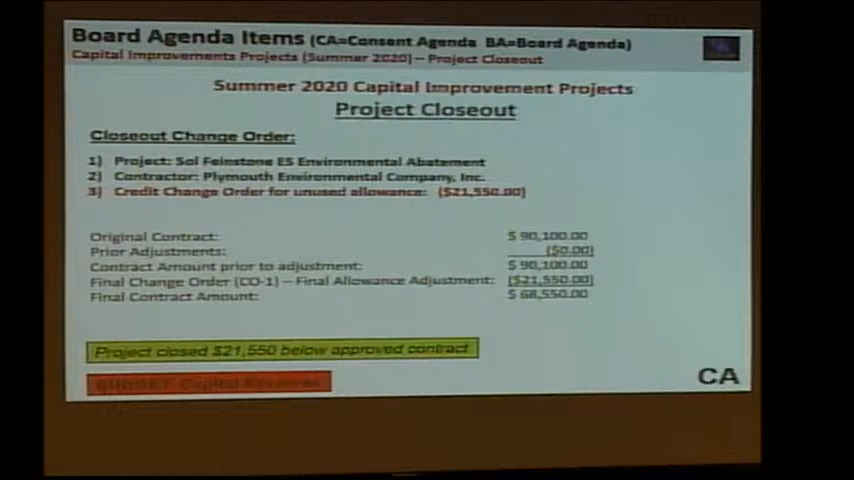 Board Agenda Items (CA=Consent Agenda BA=Board Agenda)
Capital Improvements Projects (Summer 2020) – Project Closeout
Summer 2020 Capital Improvement Projects
Project Closeout
Closeout Change Order:
1) Project: Sol Feinstone ES Environmental Abatement
2) Contractor: Plymouth Environmental Company, Inc.
3) Credit Change Order for unused allowance: ($21,550.00)
Original Contract: $ 90,100.00
Prior Adjustments: ($0.00)
Contract Amount prior to adjustment: $ 90,100.00
Final Change Order (CO-1) – Final Allowance Adjustment: ($21,550.00)
Final Contract Amount: $ 68,550.00
Project closed $21,550 below approved contract
BUDGET Capital Reserves
CA